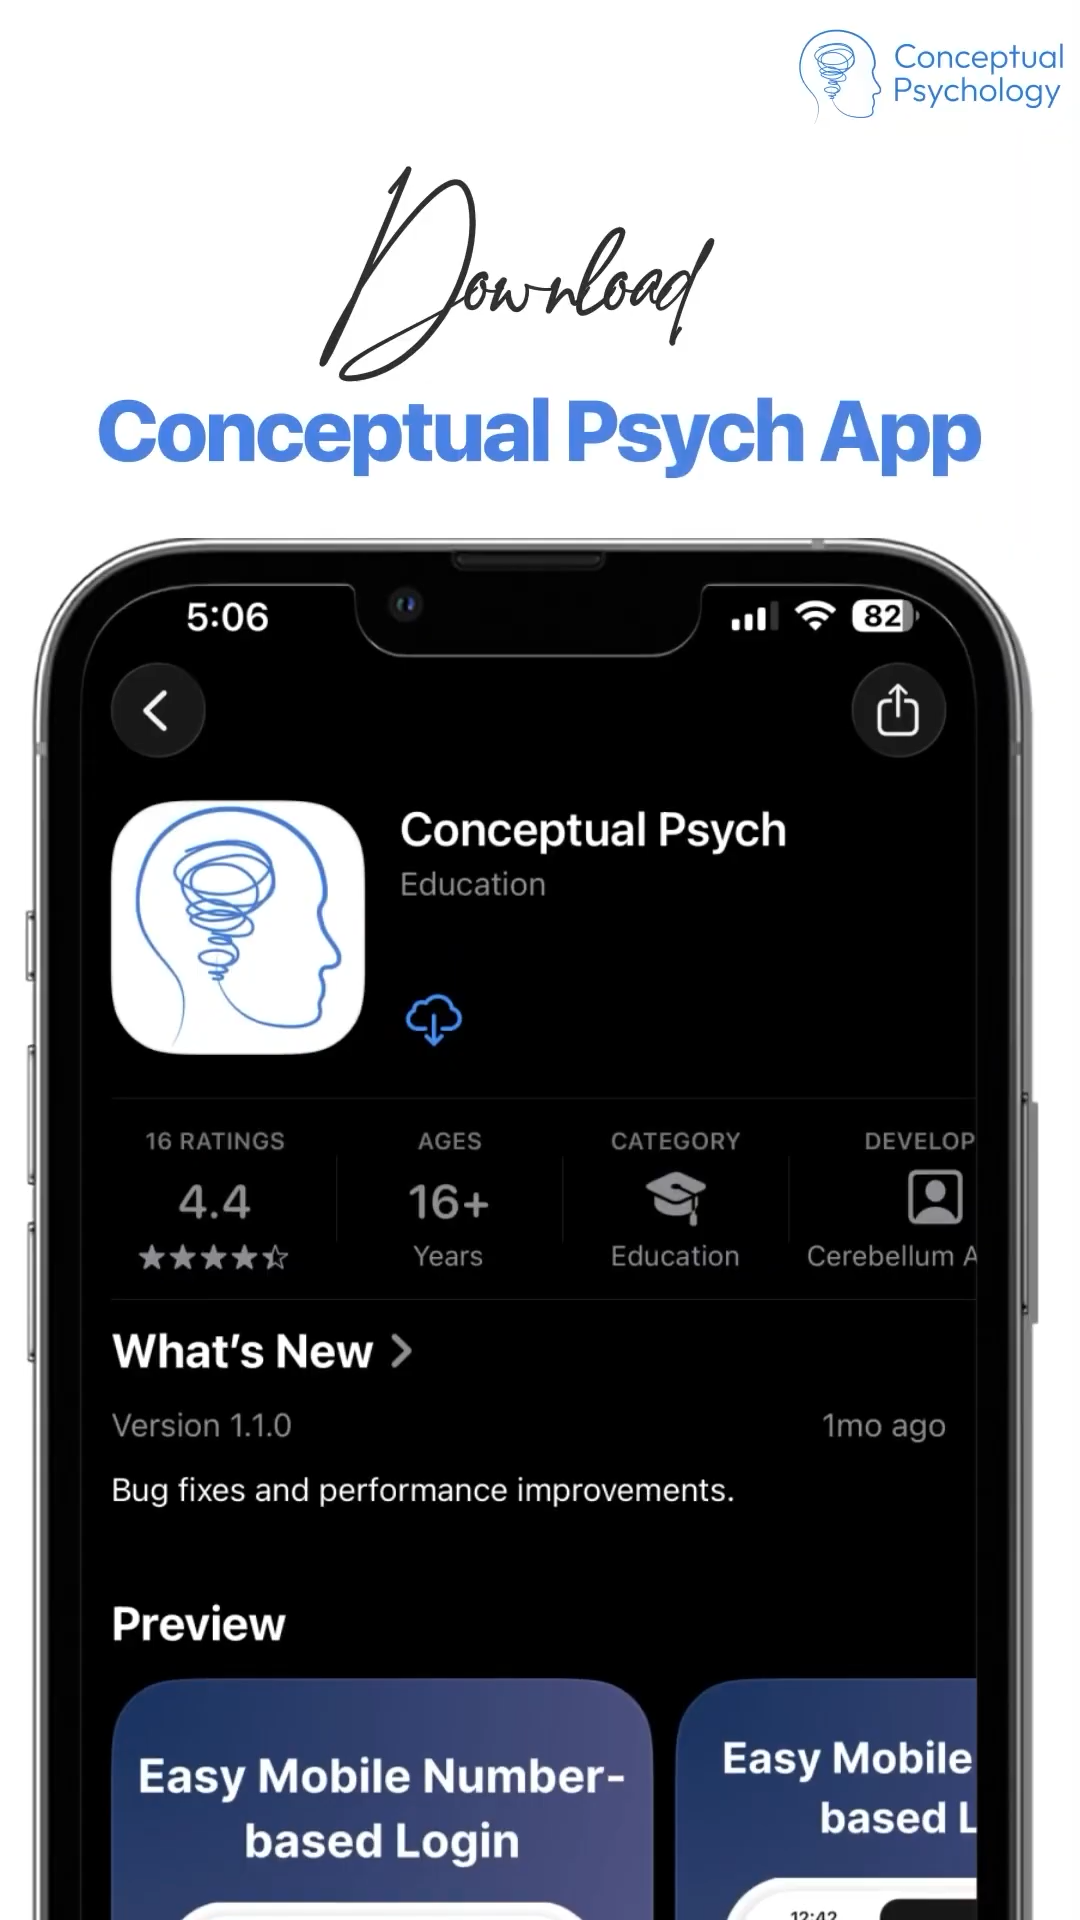 Conceptual
Psychology
Download
Conceptual Psych App
5:06
82
Conceptual Psych
Education
16 RATINGS
AGES
CATEGORY
DEVELOP
4.4
16+
Years
Education
Cerebellum A
What's New
Version 1.1.0
1mo ago
Bug fixes and performance improvements.
Preview
Easy Mobile Number-
based Login
Easy Mobile
based L
12:42